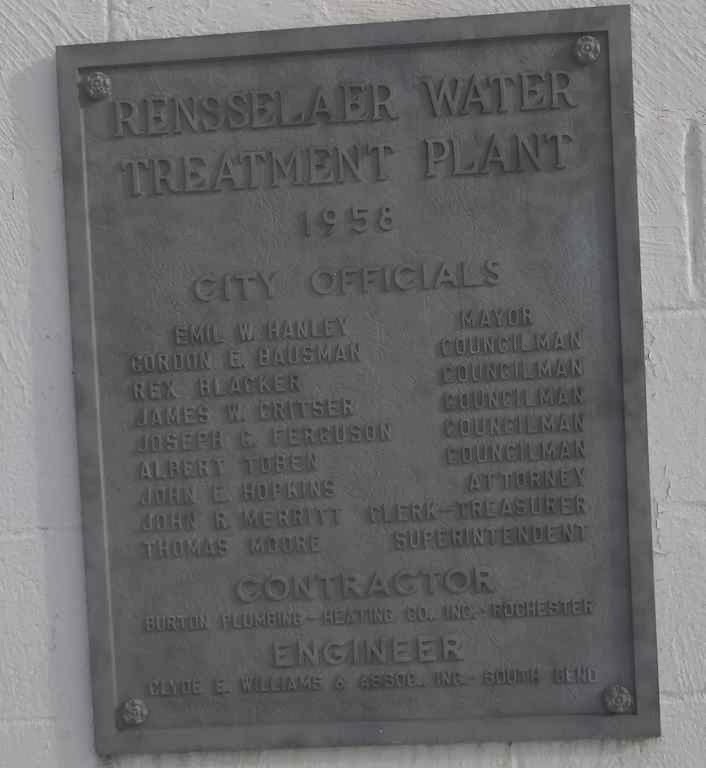 RENSSELAER WATER
TREATMENT PLANT
1958
CITY OFFICIALS
EMIL W. HANLEY MAYOR
GORDON E. BAUSMAN COUNCILMAN
REX BLACKER COUNCILMAN
JAMES W. CRITSER COUNCILMAN
JOSEPH G. FERGUSON COUNCILMAN
ALBERT TOBEN COUNCILMAN
JOHN E. HOPKINS ATTORNEY
JOHN R. MERRITT CLERK-TREASURER
THOMAS MOORE SUPERINTENDENT
CONTRACTOR
BURTON PLUMBING - HEATING CO., INC. - ROCHESTER
ENGINEER
CLYDE E. WILLIAMS & ASSOC., INC. - SOUTH BEND